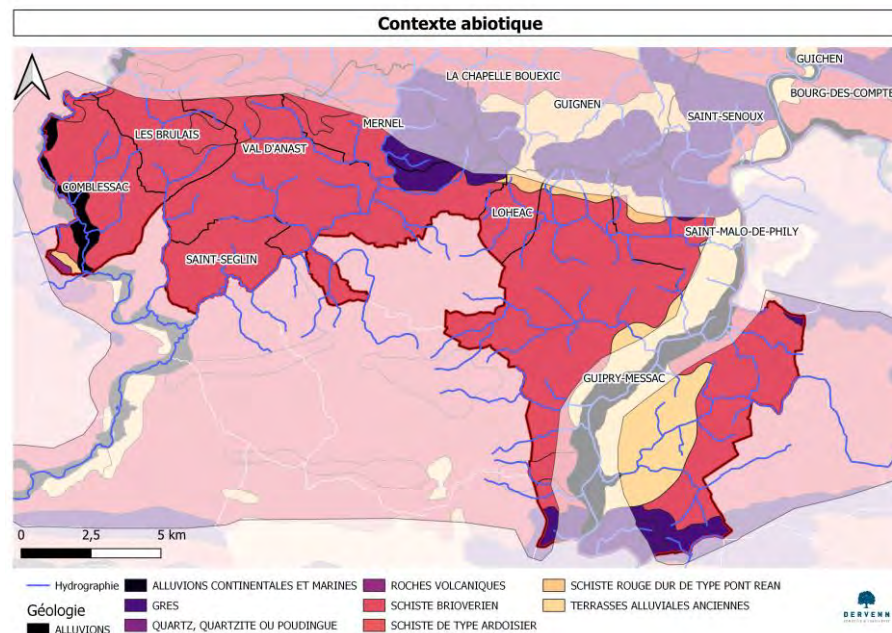 Contexte abiotique
GUICHEN
LA CHAPELLE BOUEXIC
BOURG-DES-COMPTE
GUIGNEN
SAINT-SENOUX
MERNEL
LES BRULAIS
VAL D'ANAST
COMBLESSAC
LOHEAC
SAINT-MALO-DE-PHILY
SAINT-SEGLIN
GUIPRY-MESSAC
0 2,5 5 km
Hydrographie
Géologie
ALLUVIONS
ALLUVIONS CONTINENTALES ET MARINES
GRES
QUARTZ, QUARTZITE OU POUDINGUE
ROCHES VOLCANIQUES
SCHISTE BRIOVERIEN
SCHISTE DE TYPE ARDOISIER
SCHISTE ROUGE DUR DE TYPE PONT REAN
TERRASSES ALLUVIALES ANCIENNES
DERVENN